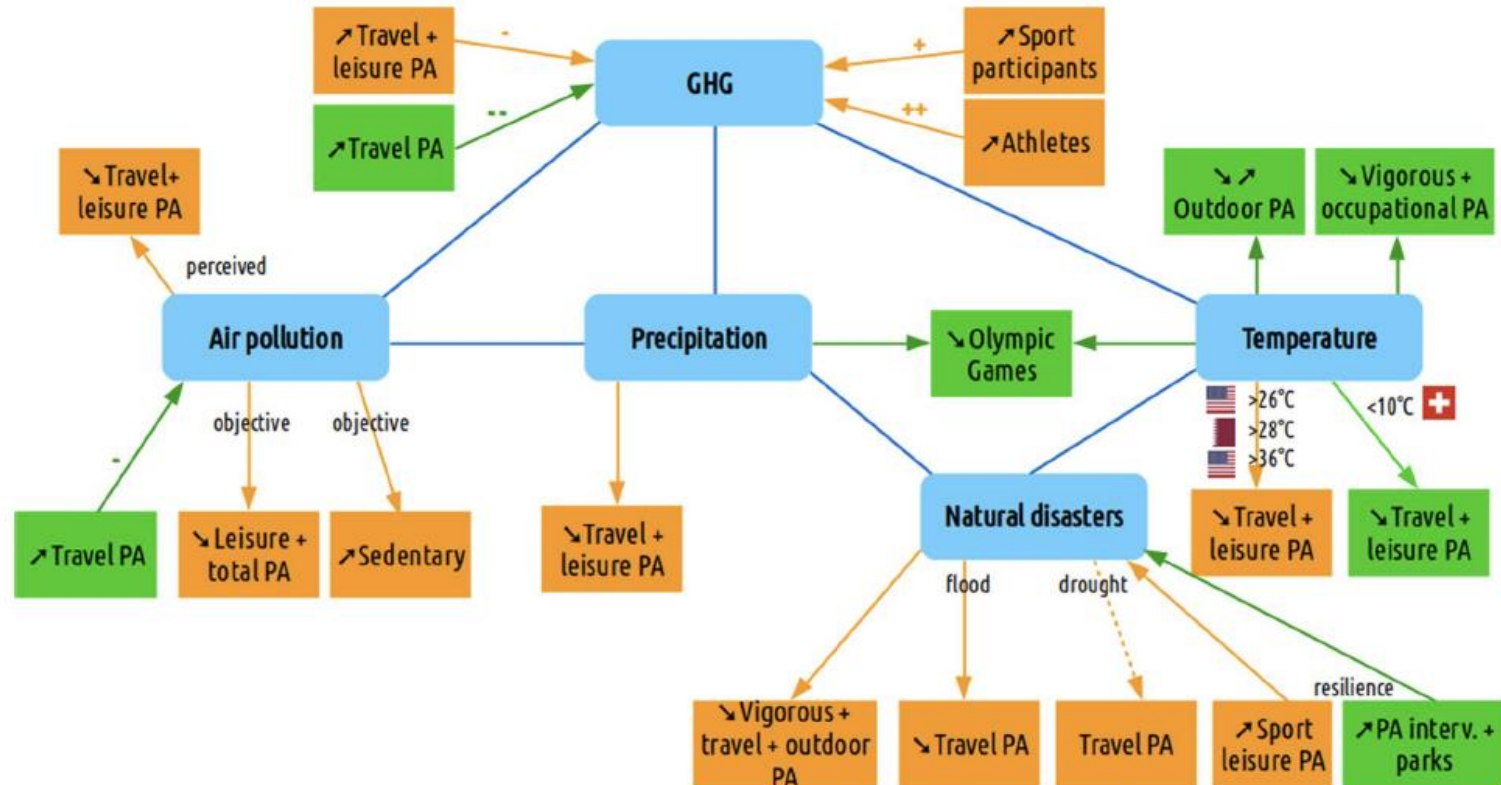 ↗Travel +
leisure PA
-
GHG
+
↗Sport
participants
--
↗Travel PA
++
↗Athletes
↘Travel+
leisure PA
↘ ↗
Outdoor PA
↘Vigorous +
occupational PA
perceived
Air pollution
Precipitation
↘Olympic
Games
Temperature
objective
objective
>26°C
>28°C
>36°C
<10°C
-
↗Travel PA
↘Leisure +
total PA
↗Sedentary
↘Travel +
leisure PA
Natural disasters
↘Travel +
leisure PA
↘Travel +
leisure PA
flood
drought
resilience
↘Vigorous +
travel + outdoor
PA
↘Travel PA
Travel PA
↗Sport
leisure PA
↗PA interv. +
parks